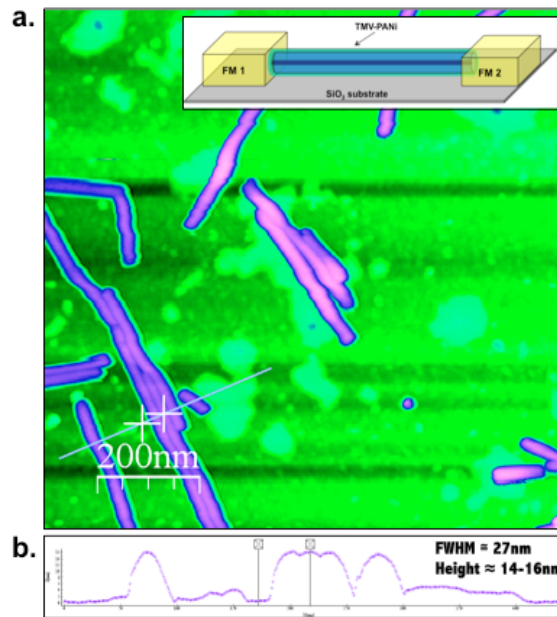 a.
TMV-PANi
FM 1
FM 2
SiO₂ substrate
200nm
b.
FWHM = 27nm
Height ≈ 14-16nm